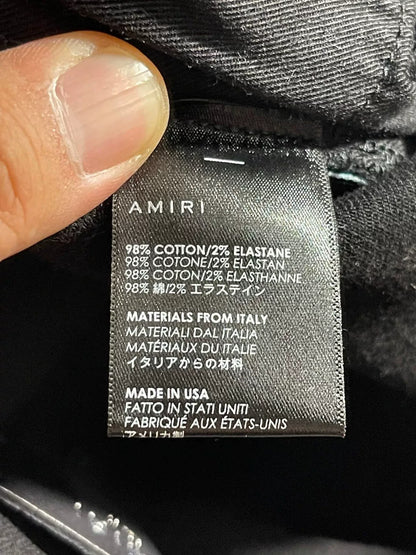 AMIRI
98% COTTON/2% ELASTANE
98% COTONE/2% ELASTAN
98% COTON/2% ELASTHANNE
98% 綿/2% エラステイン
MATERIALS FROM ITALY
MATERIALI DAL ITALIA
MATÉRIAUX DU ITALIE
イタリアからの材料
MADE IN USA
FATTO IN STATI UNITI
FABRIQUÉ AUX ÉTATS-UNIS
アメリカ製